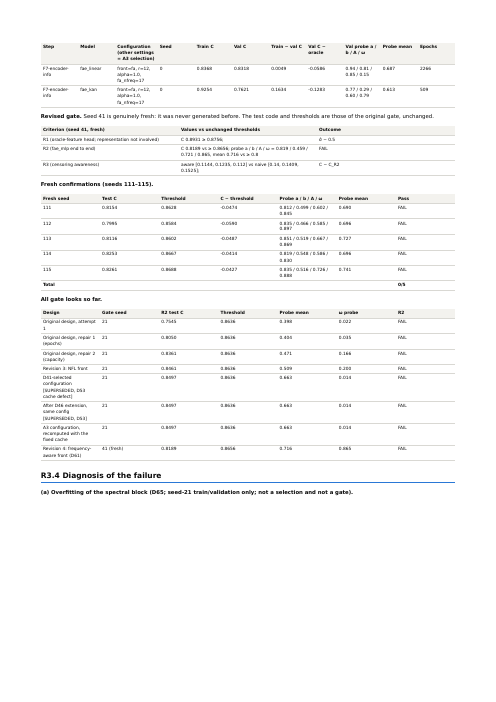 Step Model Configuration (other settings = A3 selection) Seed Train C Val C Train − val C Val C − oracle Val probe a / b / A / ω Probe mean Epochs
F7-encoder-info fae_linear front=fa, r=12, alpha=1.0, fa_nfreq=17 0 0.8368 0.8318 0.0049 -0.0586 0.94 / 0.81 / 0.85 / 0.15 0.687 2266
F7-encoder-info fae_ion front=fa, r=12, alpha=1.0, fa_nfreq=17 0 0.9254 0.7621 0.1634 -0.1283 0.77 / 0.29 / 0.60 / 0.79 0.613 509
Revised gate. Seed 41 is genuinely fresh: it was never generated before. The test code and thresholds are those of the original gate, unchanged.
Criterion (seed 41, fresh) Values vs unchanged thresholds Outcome
R1 (oracle-feature head; representation not involved) C 0.8931 ≥ 0.8756; ĉ − 0.5
R2 (fae_mip end to end) C 0.8189 vs ≥ 0.8656; probe a / b / A / ω = 0.819 / 0.459 / 0.721 / 0.865, mean 0.716 vs ≥ 0.8 FAIL
R3 (censoring awareness) aware [0.1144, 0.1235, 0.112] vs naive [0.14, 0.1409, 0.1525]; C − C_R2
Fresh confirmations (seeds 111–115).
Fresh seed Test C Threshold C − threshold Probe a / b / A / ω Probe mean Pass
111 0.8154 0.8628 -0.0474 0.812 / 0.499 / 0.602 / 0.845 0.690 FAIL
112 0.7995 0.8584 -0.0590 0.835 / 0.466 / 0.585 / 0.897 0.696 FAIL
113 0.8116 0.8602 -0.0487 0.851 / 0.519 / 0.667 / 0.869 0.727 FAIL
114 0.8253 0.8667 -0.0414 0.819 / 0.548 / 0.586 / 0.830 0.696 FAIL
115 0.8261 0.8688 -0.0427 0.835 / 0.516 / 0.726 / 0.888 0.741 FAIL
Total 0/5
All gate looks so far.
Design Gate seed R2 test C Threshold Probe mean ω probe R2
Original design, attempt 1 21 0.7545 0.8636 0.398 0.022 FAIL
Original design, repair 1 (epochs) 21 0.8050 0.8636 0.404 0.035 FAIL
Original design, repair 2 (capacity) 21 0.8361 0.8636 0.471 0.166 FAIL
Revision 3: NFL front 21 0.8461 0.8636 0.509 0.200 FAIL
D41-selected configuration [SUPERSEDED, D53 cache defect] 21 0.8497 0.8636 0.663 0.014 FAIL
After D46 extension, same config [SUPERSEDED, D53] 21 0.8497 0.8636 0.663 0.014 FAIL
A3 configuration, recomputed with the fixed cache 21 0.8497 0.8636 0.663 0.014 FAIL
Revision 4: frequency-aware front (D61) 41 (fresh) 0.8189 0.8656 0.716 0.865 FAIL
R3.4 Diagnosis of the failure
(a) Overfitting of the spectral block (D65; seed-21 train/validation only; not a selection and not a gate).